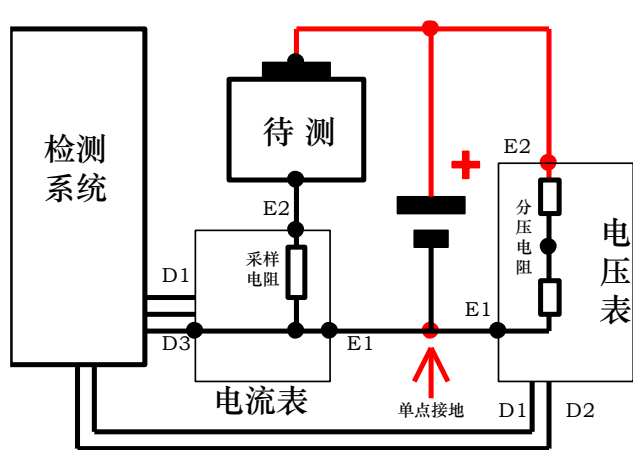 检测
系统
待测
E2
E2
采样
电阻
分
压
电
阻
电
压
表
D1
D3
E1
E1
电流表
单点接地
D1
D2